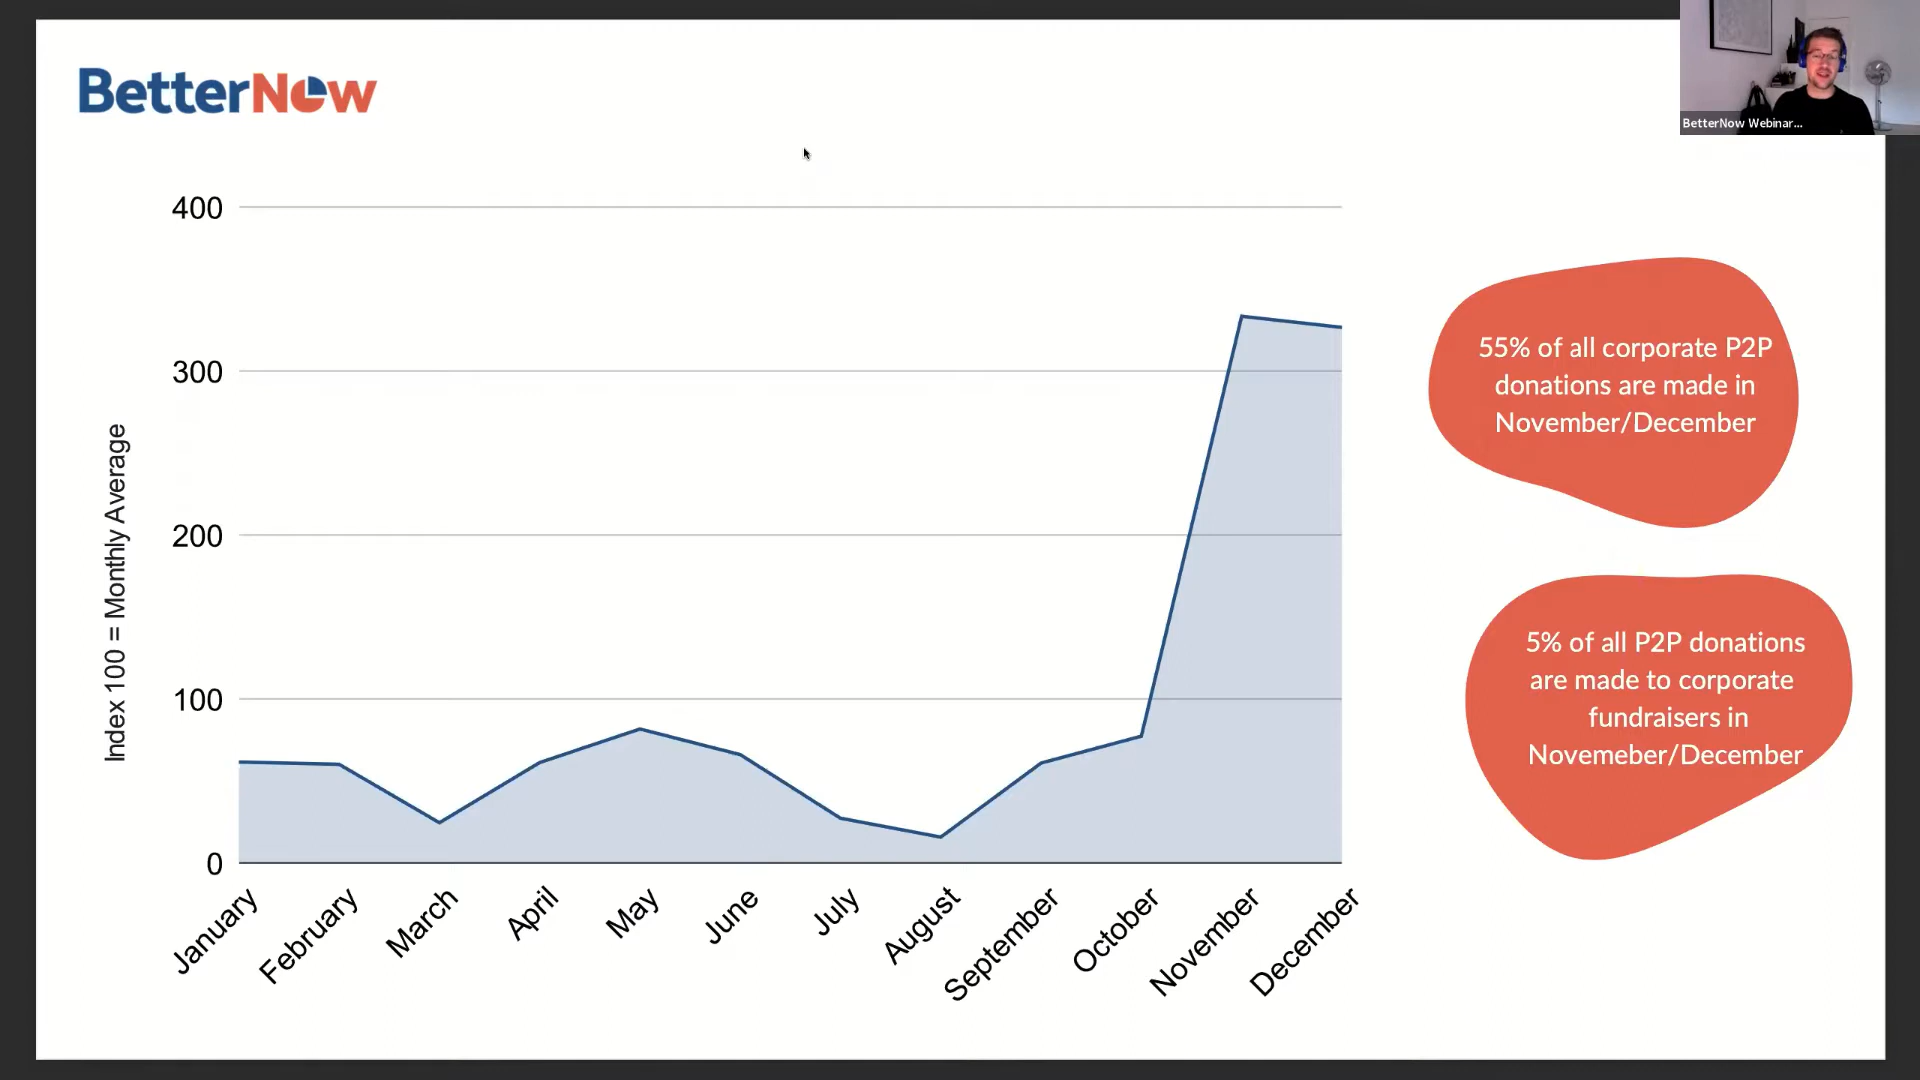 BetterNow
BetterNow Webinar...
400
300
200
100
0
Index 100 = Monthly Average
January
February
March
April
May
June
July
August
September
October
November
December
55% of all corporate P2P
donations are made in
November/December
5% of all P2P donations
are made to corporate
fundraisers in
Novemeber/December